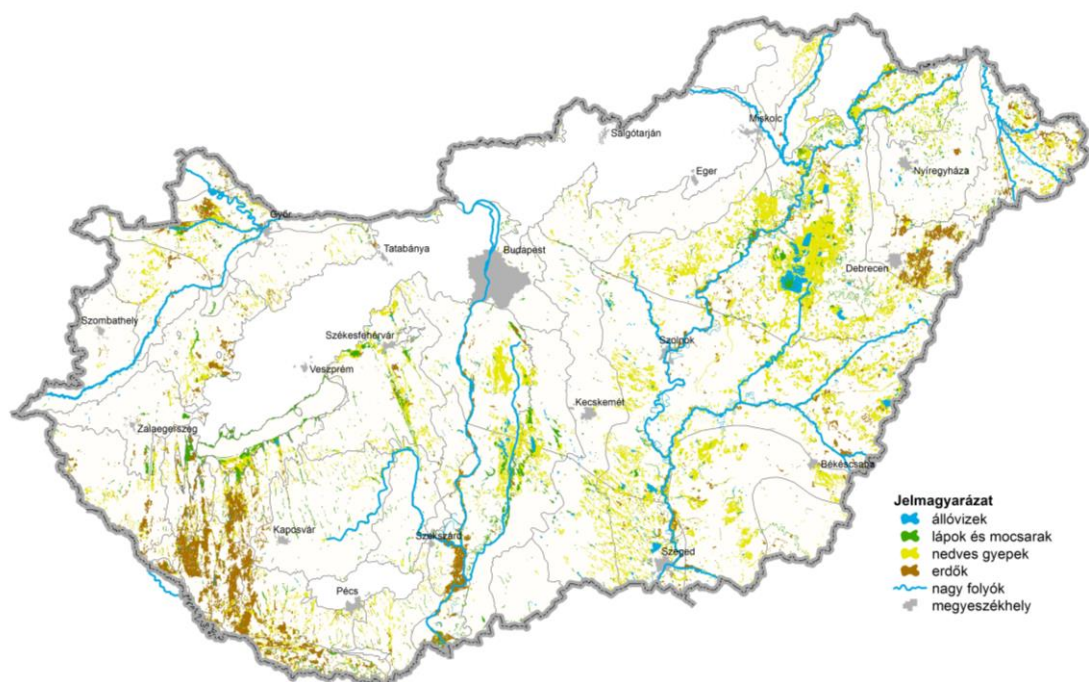 Salgótarján
Miskolc
Eger
Nyíregyháza
Győr
Tatabánya
Budapest
Debrecen
Szombathely
Székesfehérvár
Veszprém
Szolnok
Kecskemét
Zalaegerszeg
Békéscsaba
Kaposvár
Szekszárd
Szeged
Pécs
Jelmagyarázat
állóvizek
lápok és mocsarak
nedves gyepek
erdők
nagy folyók
megyeszékhely